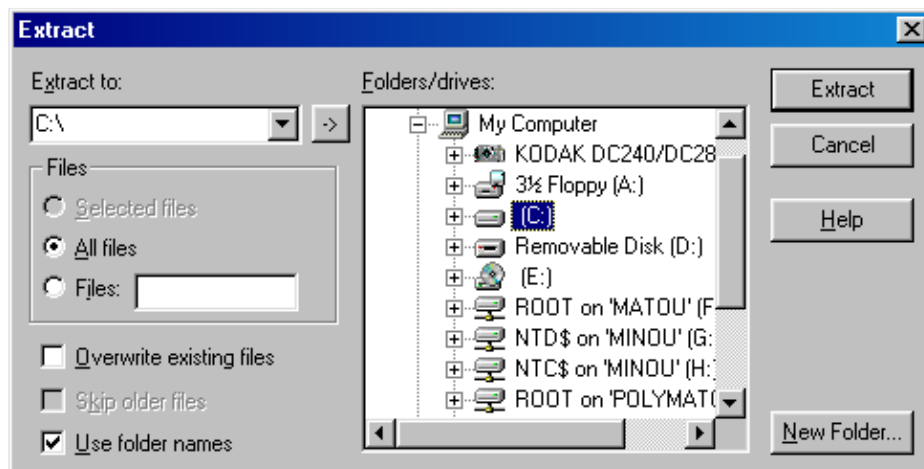 Extract
Extract to:
C:\
->
Files
Selected files
All files
Files:
Overwrite existing files
Skip older files
Use folder names
Folders/drives:
My Computer
KODAK DC240/DC28
3½ Floppy (A:)
(C:)
Removable Disk (D:)
(E:)
ROOT on 'MATOU' (F
NTD$ on 'MINOU' (G:
NTC$ on 'MINOU' (H:
ROOT on 'POLYMATO
Extract
Cancel
Help
New Folder...